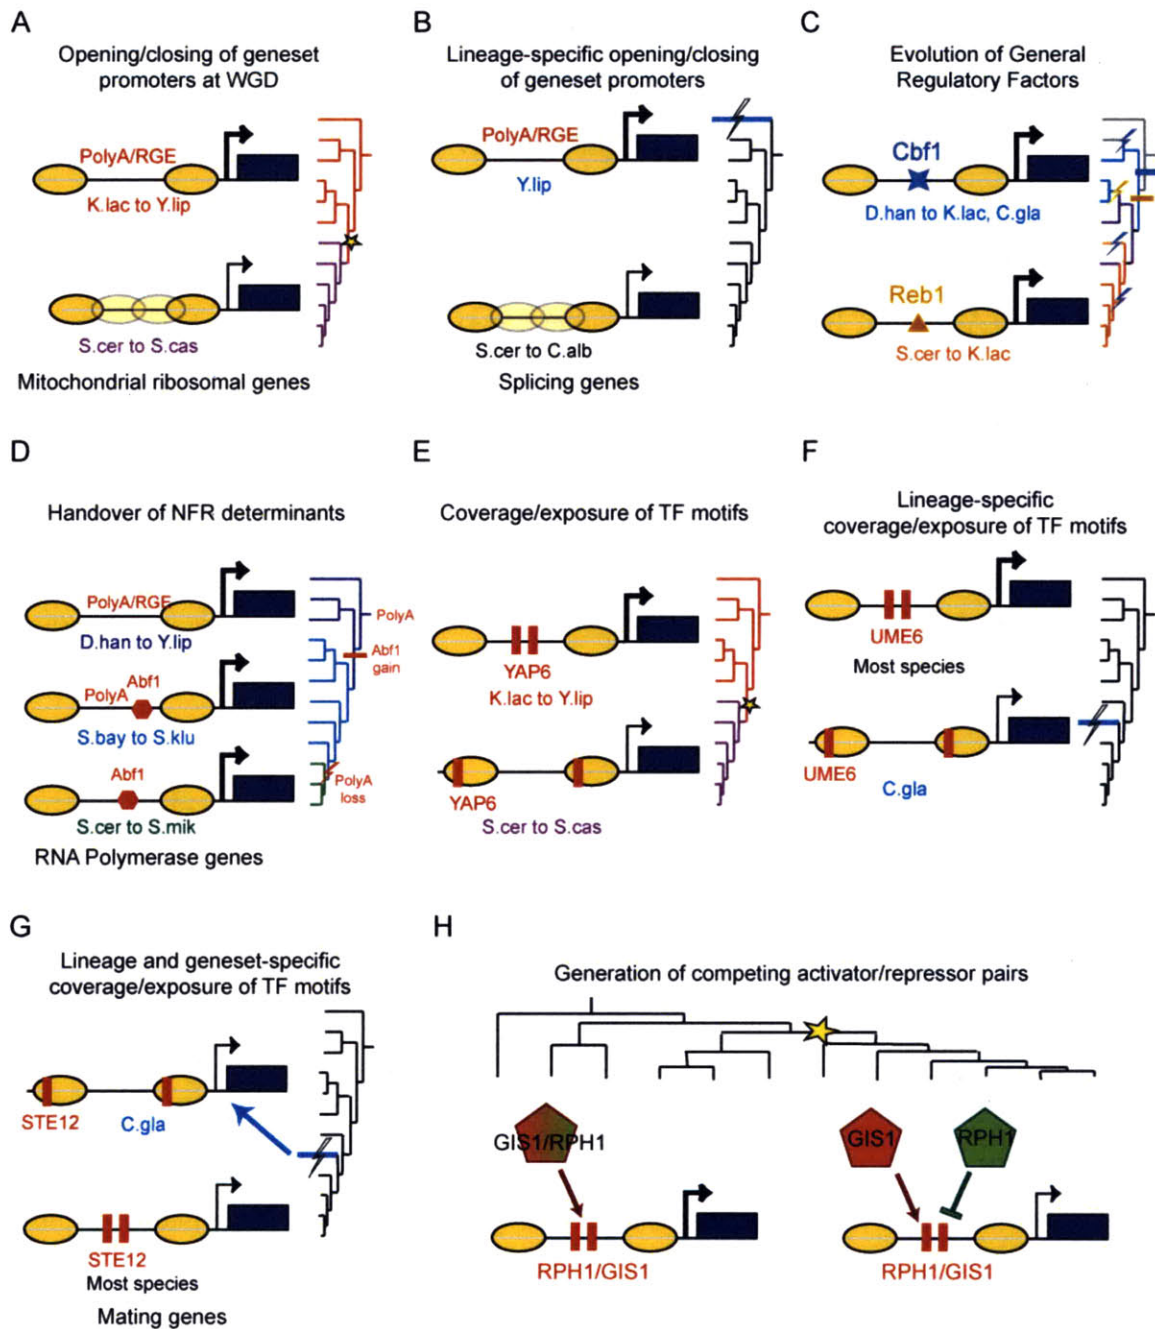 A
Opening/closing of geneset
promoters at WGD
PolyA/RGE
K.lac to Y.lip
S.cer to S.cas
Mitochondrial ribosomal genes
B
Lineage-specific opening/closing
of geneset promoters
PolyA/RGE
Y.lip
S.cer to C.alb
Splicing genes
C
Evolution of General
Regulatory Factors
Cbf1
D.han to K.lac, C.gla
Reb1
S.cer to K.lac
D
Handover of NFR determinants
PolyA/RGE
D.han to Y.lip
PolyA
Abf1
gain
Abf1
PolyA
S.bay to S.klu
Abf1
PolyA
loss
S.cer to S.mik
RNA Polymerase genes
E
Coverage/exposure of TF motifs
YAP6
K.lac to Y.lip
YAP6
S.cer to S.cas
F
Lineage-specific
coverage/exposure of TF motifs
UME6
Most species
UME6
C.gla
G
Lineage and geneset-specific
coverage/exposure of TF motifs
STE12
C.gla
STE12
Most species
Mating genes
H
Generation of competing activator/repressor pairs
GIS1/RPH1
RPH1/GIS1
GIS1
RPH1
RPH1/GIS1